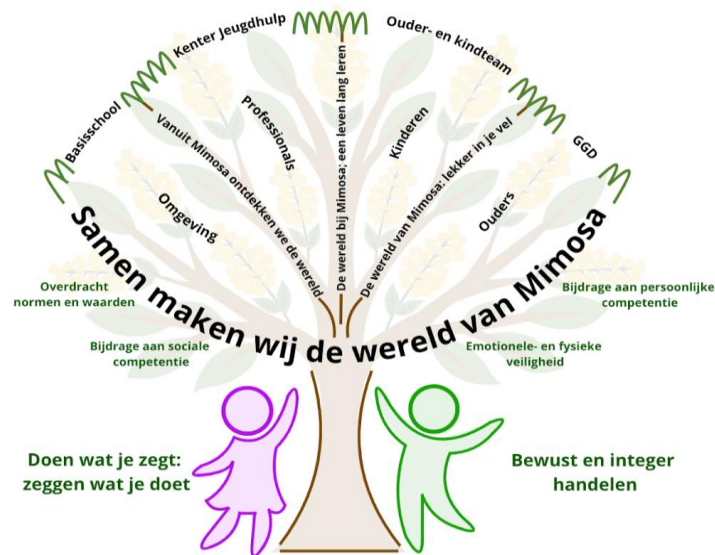 Kenter Jeugdhulp
Ouder- en kindteam
Basisschool
GGD
Vanuit Mimosa ontdekken we de wereld
Professionals
De wereld bij Mimosa; een leven lang leren
Kinderen
De wereld van Mimosa: lekker in je vel
Omgeving
Ouders
Samen maken wij de wereld van Mimosa
Overdracht
normen en waarden
Bijdrage aan persoonlijke
competentie
Bijdrage aan sociale
competentie
Emotionele- en fysieke
veiligheid
Doen wat je zegt:
zeggen wat je doet
Bewust en integer
handelen